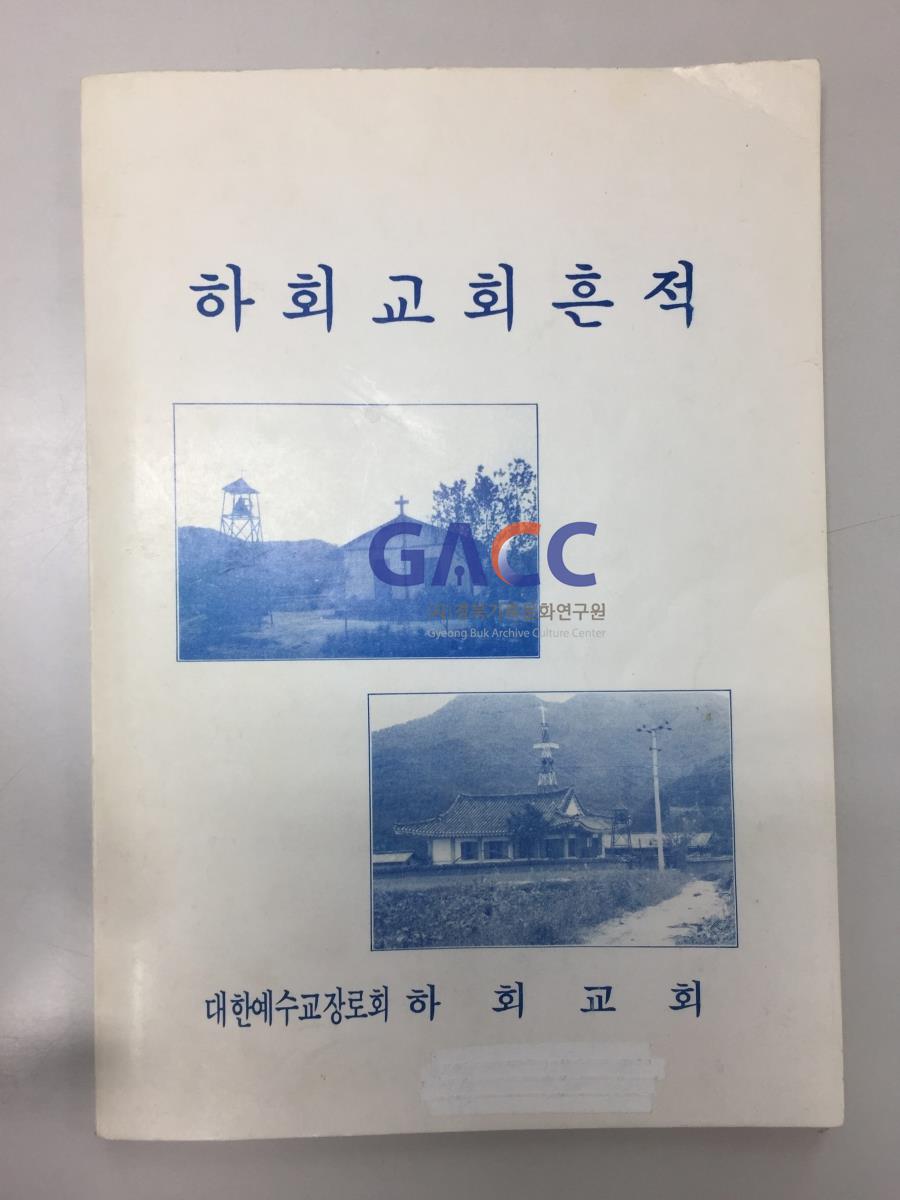 하회교회흔적
GACC
(사)경북기록문화연구원
Gyeong Buk Archive Culture Center
대한예수교장로회 하회교회